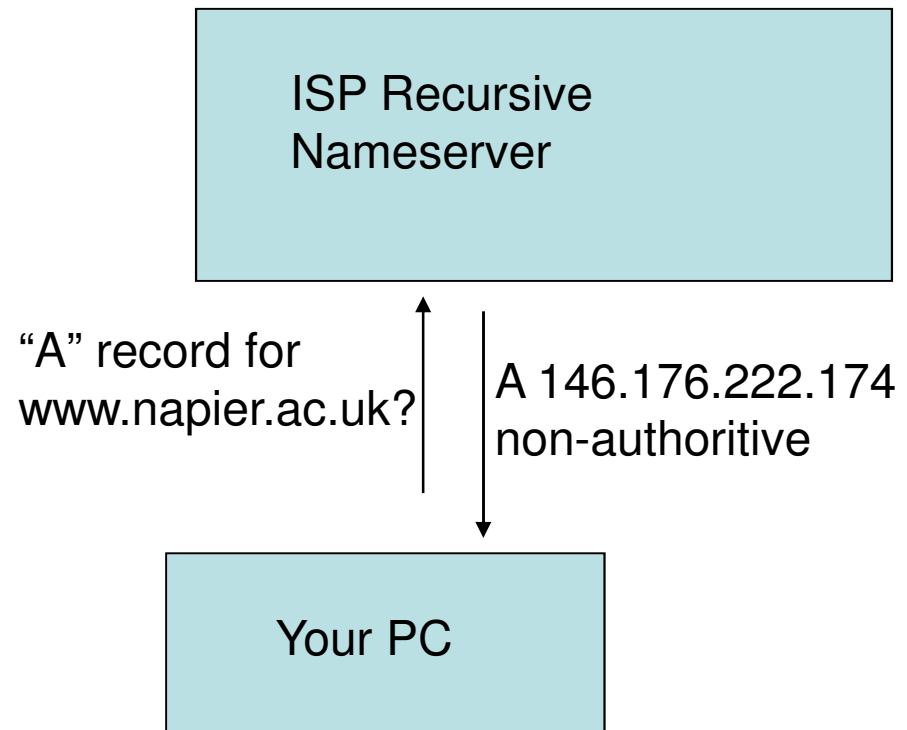 ISP Recursive
Nameserver
“A” record for
www.napier.ac.uk?
A 146.176.222.174
non-authoritive
Your PC